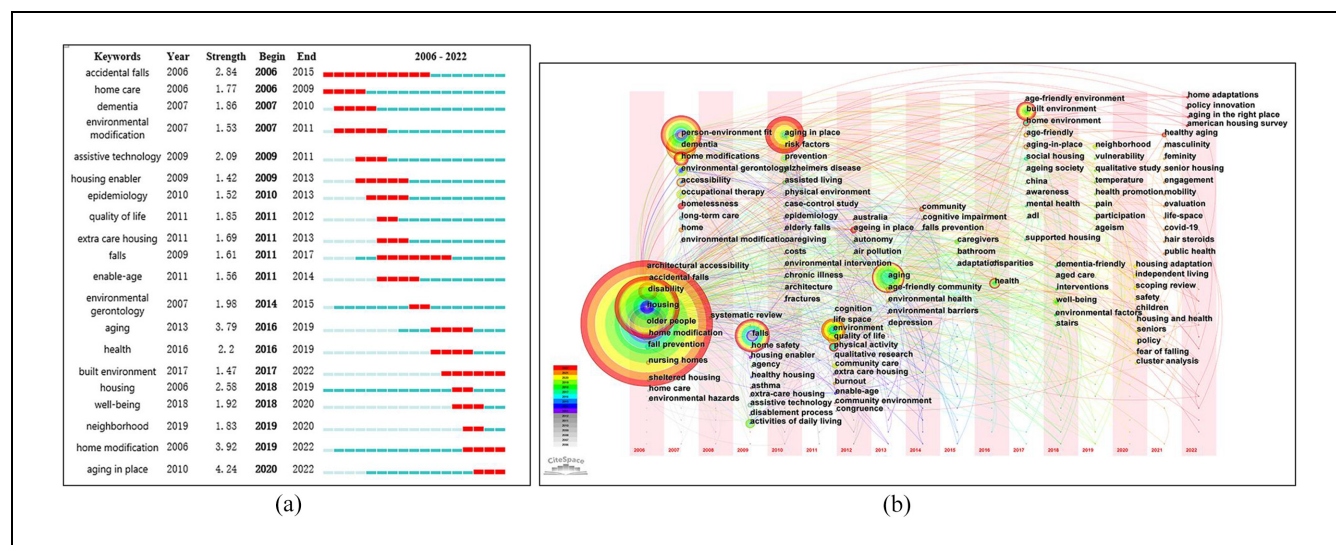 Keywords Year Strength Begin End 2006 - 2022
accidental falls 2006 2.84 2006 2015
home care 2006 1.77 2006 2009
dementia 2007 1.86 2007 2010
environmental
modification 2007 1.53 2007 2011
assistive technology 2009 2.09 2009 2011
housing enabler 2009 1.42 2009 2013
epidemiology 2010 1.52 2010 2013
quality of life 2011 1.85 2011 2012
extra care housing 2011 1.69 2011 2013
falls 2009 1.61 2011 2017
enable-age 2011 1.56 2011 2014
environmental
gerontology 2007 1.98 2014 2015
aging 2013 3.79 2016 2019
health 2016 2.2 2016 2019
built environment 2017 1.47 2017 2022
housing 2006 2.58 2018 2019
well-being 2018 1.92 2018 2020
neighborhood 2019 1.83 2019 2020
home modification 2006 3.92 2019 2022
aging in place 2010 4.24 2020 2022
(a)
architectural accessibility
accidental falls
disability
housing
older people
home modification
fall prevention
nursing homes
sheltered housing
home care
environmental hazards
person-environment fit
dementia
home modifications
environmental gerontology
accessibility
occupational therapy
homelessness
long-term care
home
environmental modification
systematic review
falls
home safety
housing enabler
agency
healthy housing
asthma
extra-care housing
assistive technology
disablement process
activities of daily living
aging in place
risk factors
prevention
alzheimers disease
assisted living
physical environment
case-control study
epidemiology
elderly falls
caregiving
costs
environmental intervention
chronic illness
architecture
fractures
cognition
life space
environment
quality of life
physical activity
qualitative research
community care
extra care housing
burnout
enable-age
community environment
congruence
australia
ageing in place
autonomy
air pollution
aging
age-friendly community
environmental health
environmental barriers
depression
community
cognitive impairment
falls prevention
caregivers
bathroom
adaptation
disparities
health
age-friendly environment
built environment
home environment
age-friendly
aging-in-place
social housing
ageing society
china
awareness
mental health
adl
supported housing
dementia-friendly
aged care
interventions
well-being
environmental factors
stairs
neighborhood
vulnerability
qualitative study
temperature
health promotion
pain
participation
ageism
housing adaptation
independent living
scoping review
safety
children
housing and health
seniors
policy
fear of falling
cluster analysis
healthy aging
masculinity
feminity
senior housing
engagement
mobility
evaluation
life-space
covid-19
hair steroids
public health
home adaptations
policy innovation
aging in the right place
american housing survey
2006 2007 2008 2009 2010 2011 2012 2013 2014 2015 2016 2017 2018 2019 2020 2021 2022
CiteSpace
(b)